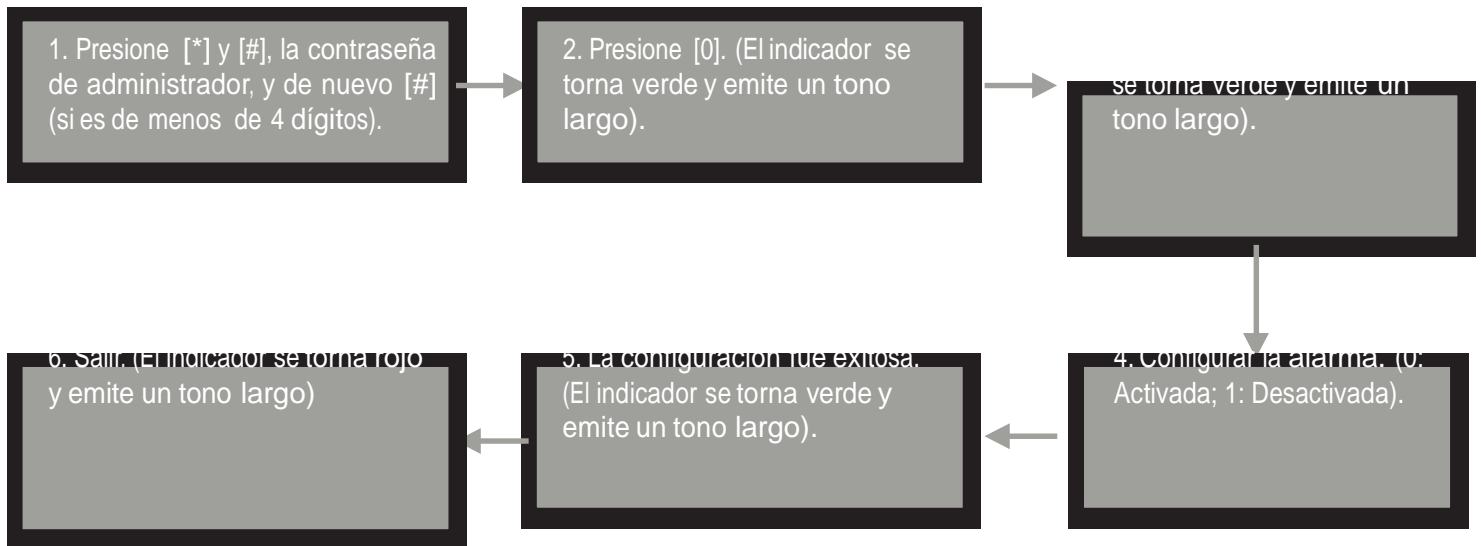 1. Presione [*] y [#], la contraseña
de administrador, y de nuevo [#]
(si es de menos de 4 dígitos).
2. Presione [0]. (El indicador se
torna verde y emite un tono
largo).
se torna verde y emite un
tono largo).
4. Configurar la alarma. (0:
Activada; 1: Desactivada).
5. La configuración fue exitosa.
(El indicador se torna verde y
emite un tono largo).
6. Salir. (El indicador se torna rojo
y emite un tono largo)